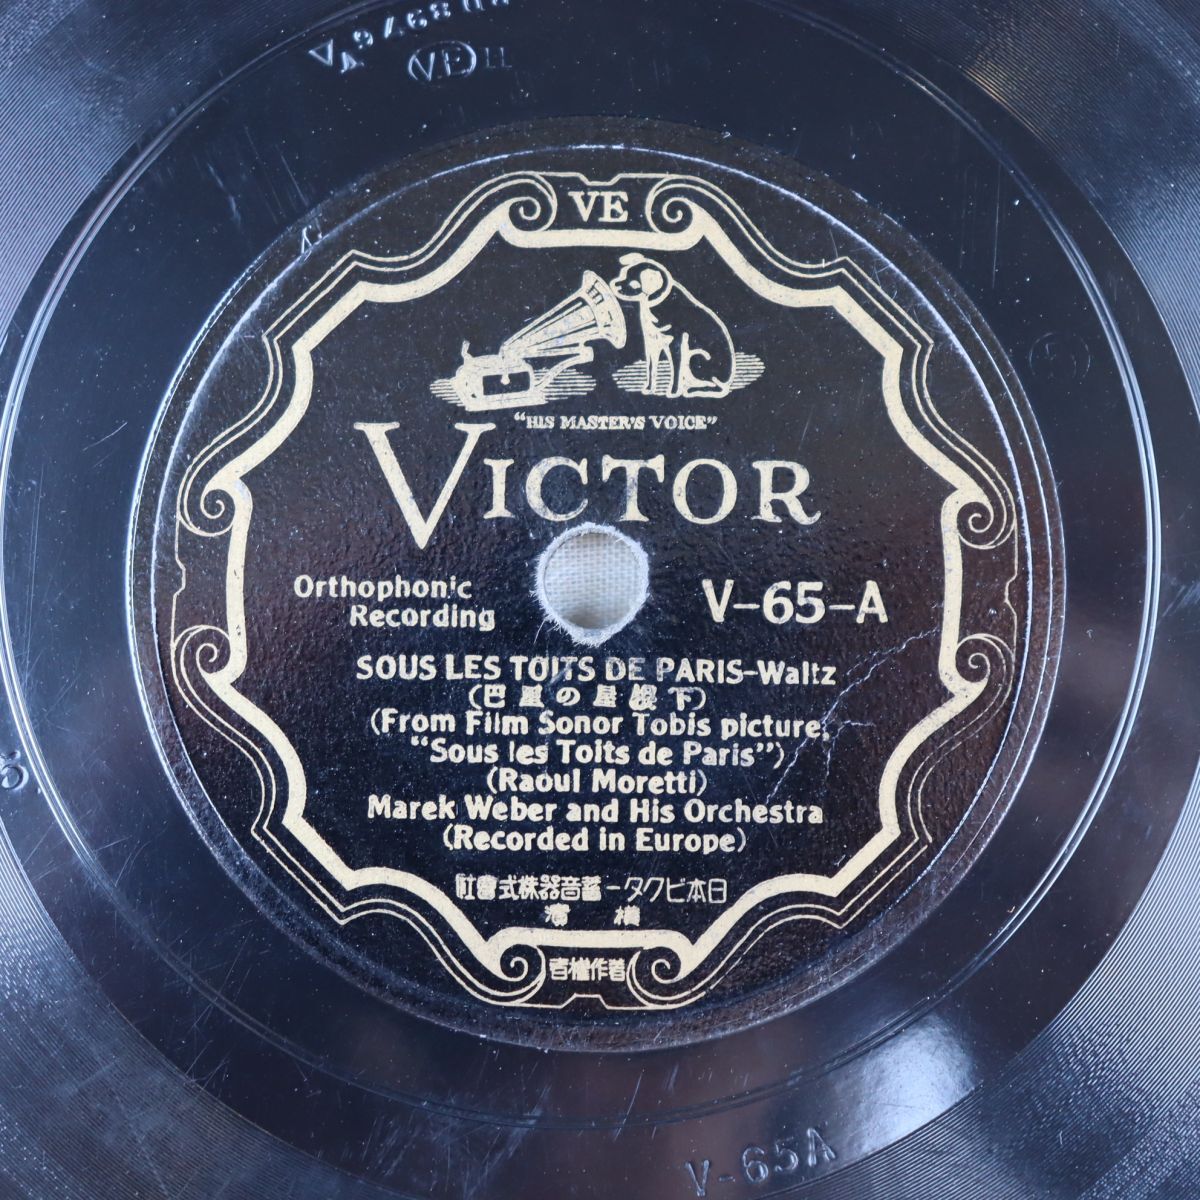 VE
"HIS MASTER'S VOICE"
VICTOR
Orthophonic
Recording
V-65-A
SOUS LES TOITS DE PARIS-Waltz
(巴里の屋根下)
(From Film Sonor Tobis picture,
"Sous les Toits de Paris")
(Raoul Moretti)
Marek Weber and His Orchestra
(Recorded in Europe)
社會式株器音蓄ータクビ本日
濱横
者權作著
V-65A
VE